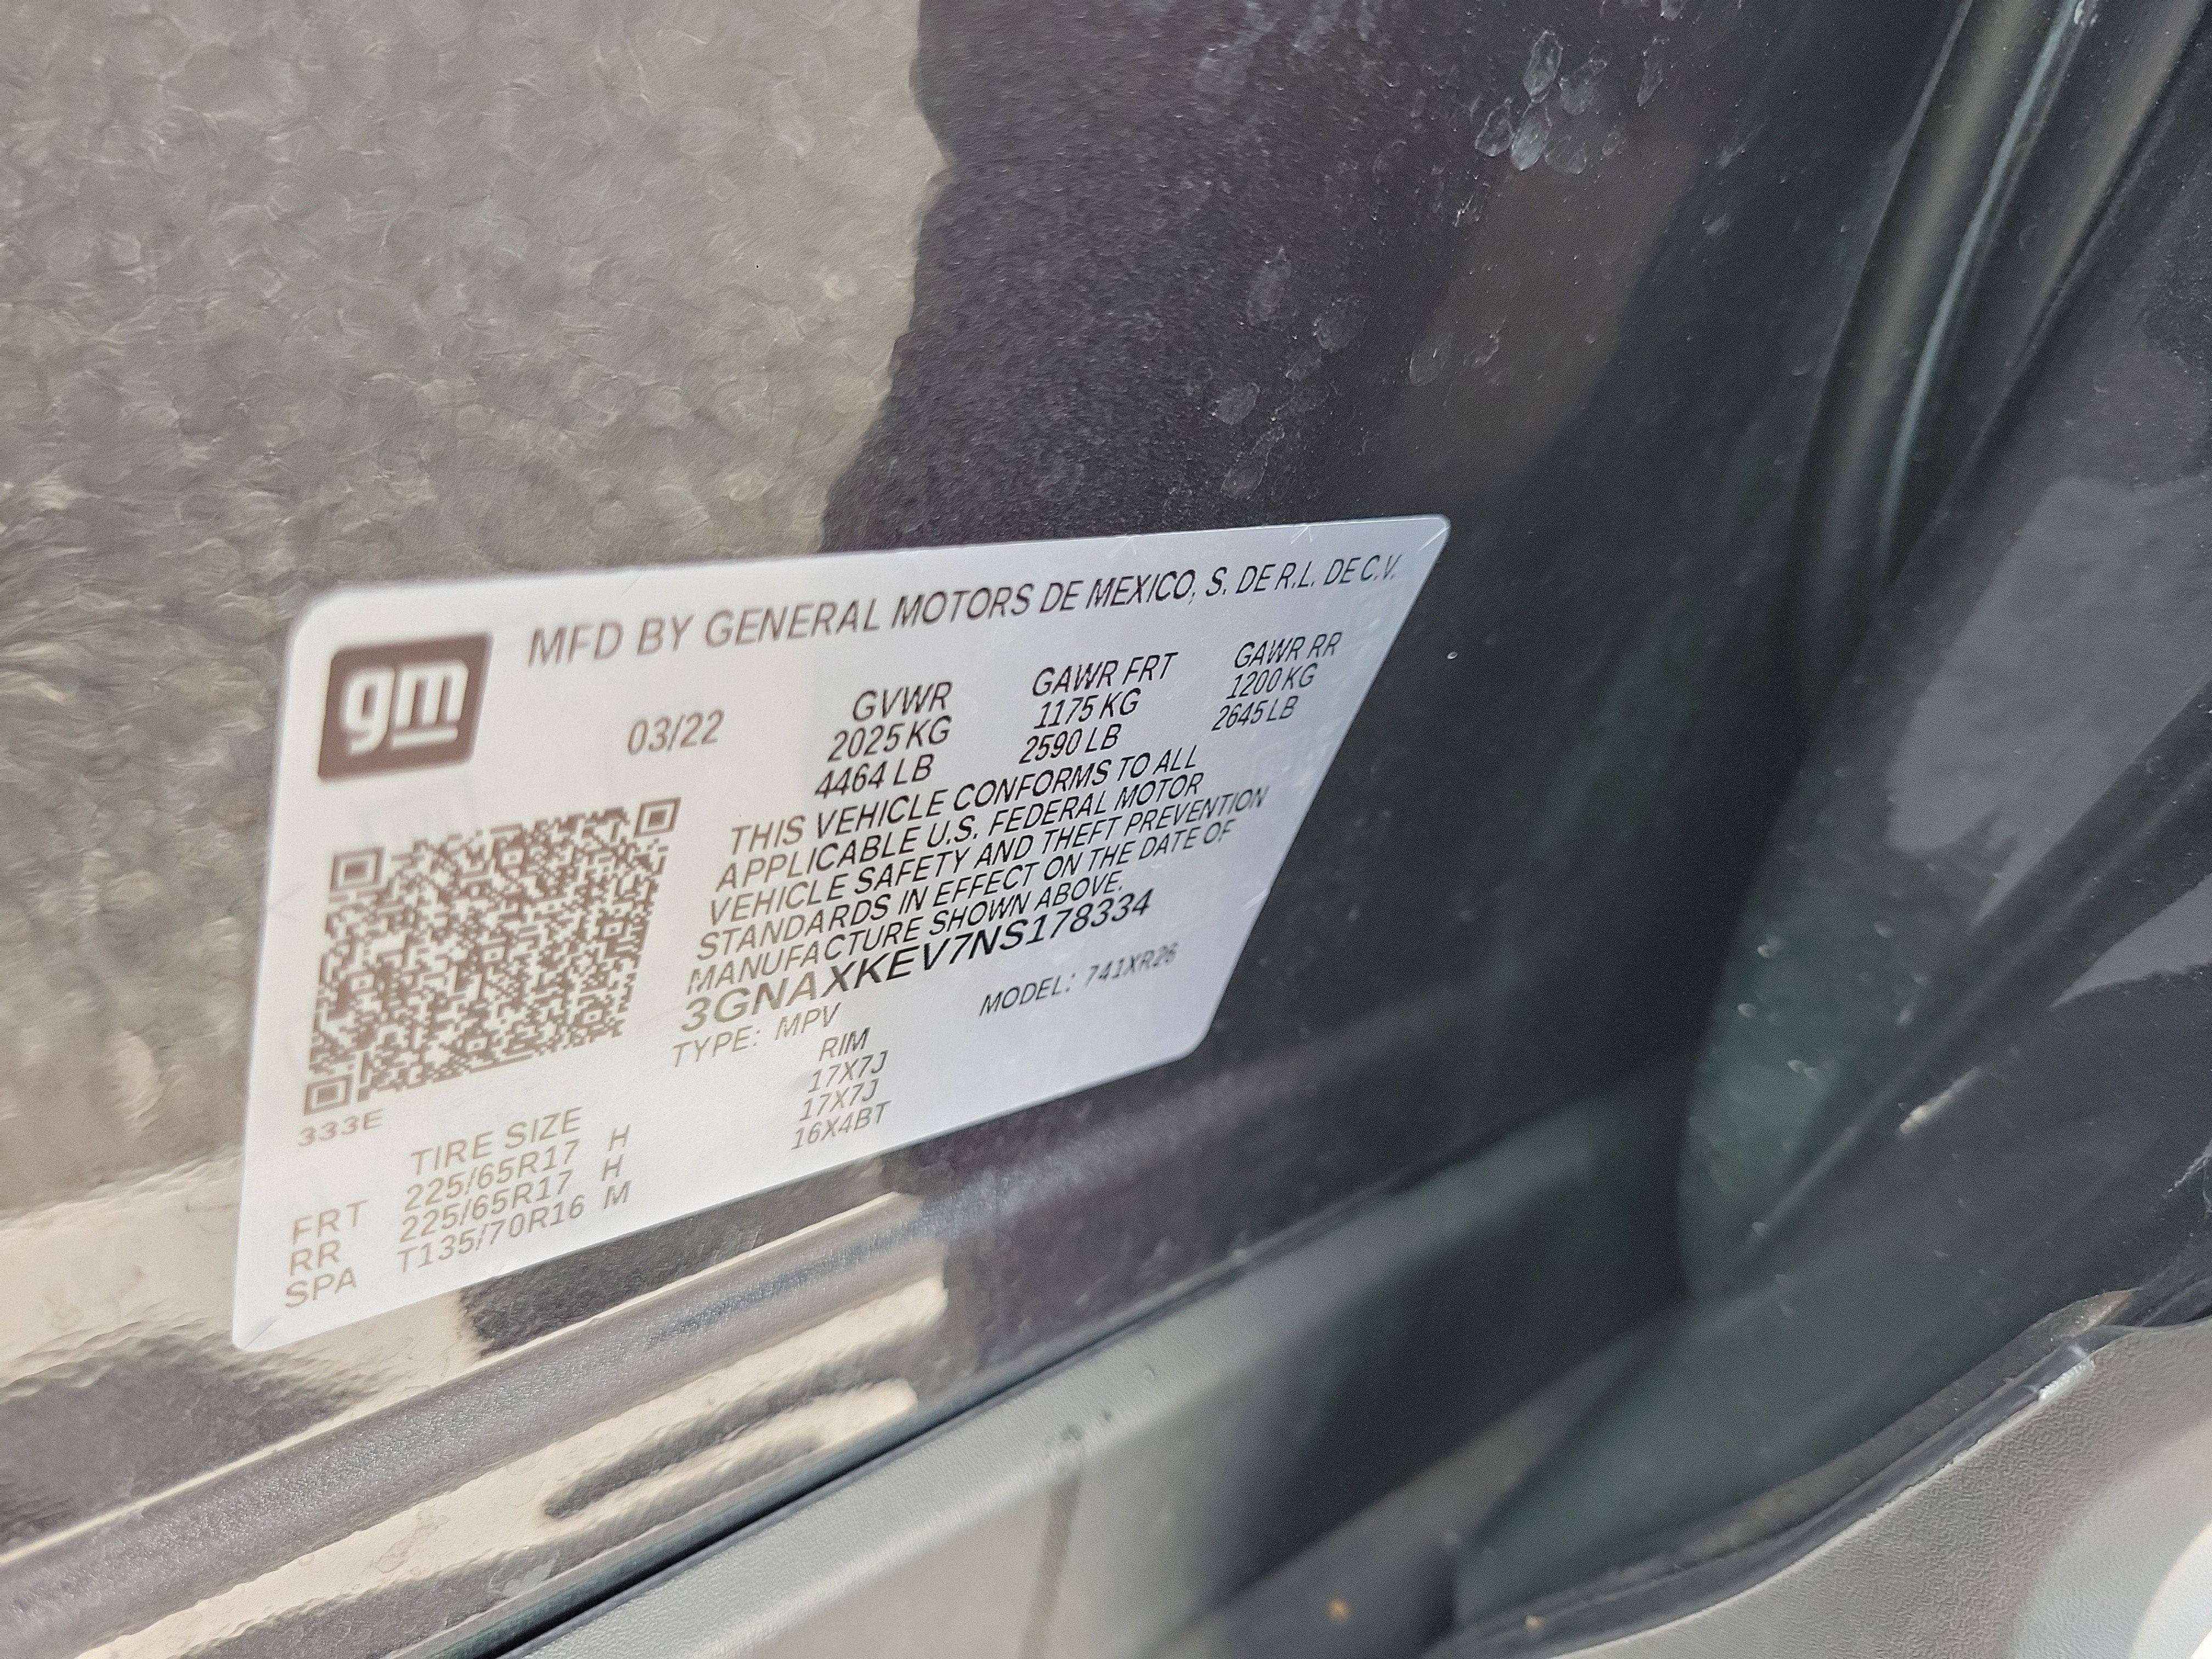 gm
MFD BY GENERAL MOTORS DE MEXICO, S. DE R.L. DE C.V.
03/22 GVWR GAWR FRT GAWR RR
2025 KG 1175 KG 1200 KG
4464 LB 2590 LB 2645 LB
THIS VEHICLE CONFORMS TO ALL
APPLICABLE U.S. FEDERAL MOTOR
VEHICLE SAFETY AND THEFT PREVENTION
STANDARDS IN EFFECT ON THE DATE OF
MANUFACTURE SHOWN ABOVE.
3GNAXKEV7NS178334
TYPE: MPV MODEL: 741XR26
333E
TIRE SIZE RIM
FRT 225/65R17 H 17X7J
RR 225/65R17 H 17X7J
SPA T135/70R16 M 16X4BT